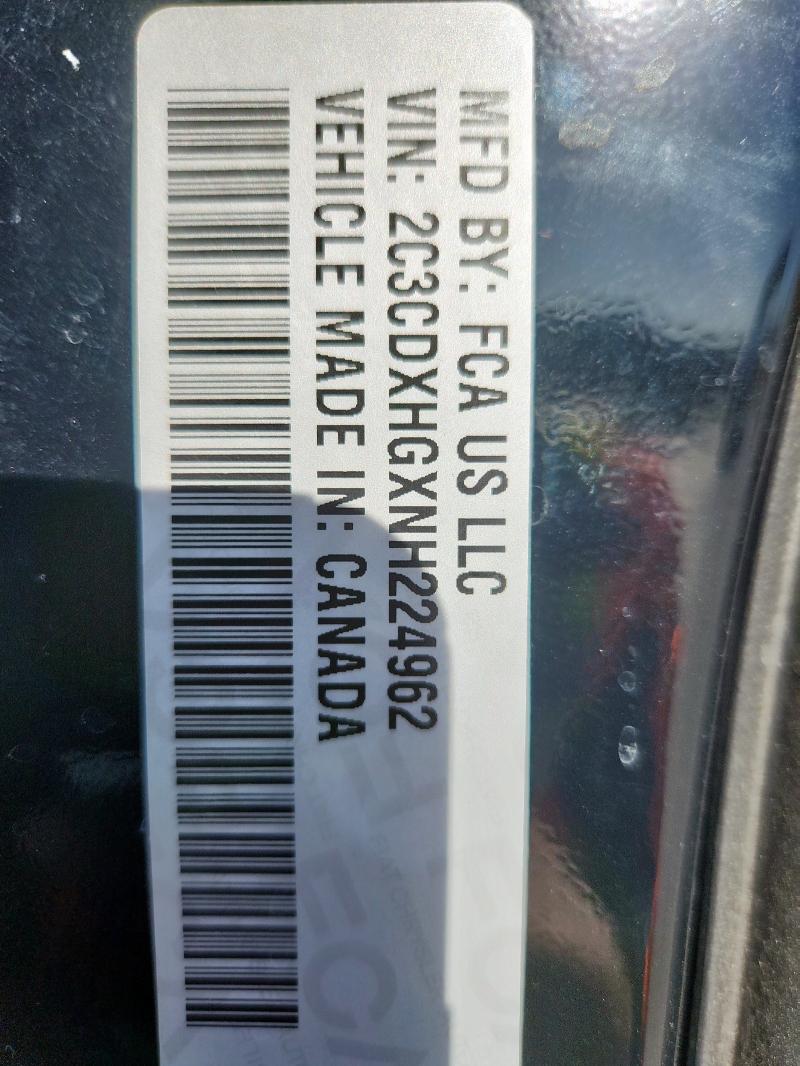 MFD BY: FCA US LLC
VIN: 2C3CDXHGXNH224962
VEHICLE MADE IN: CANADA